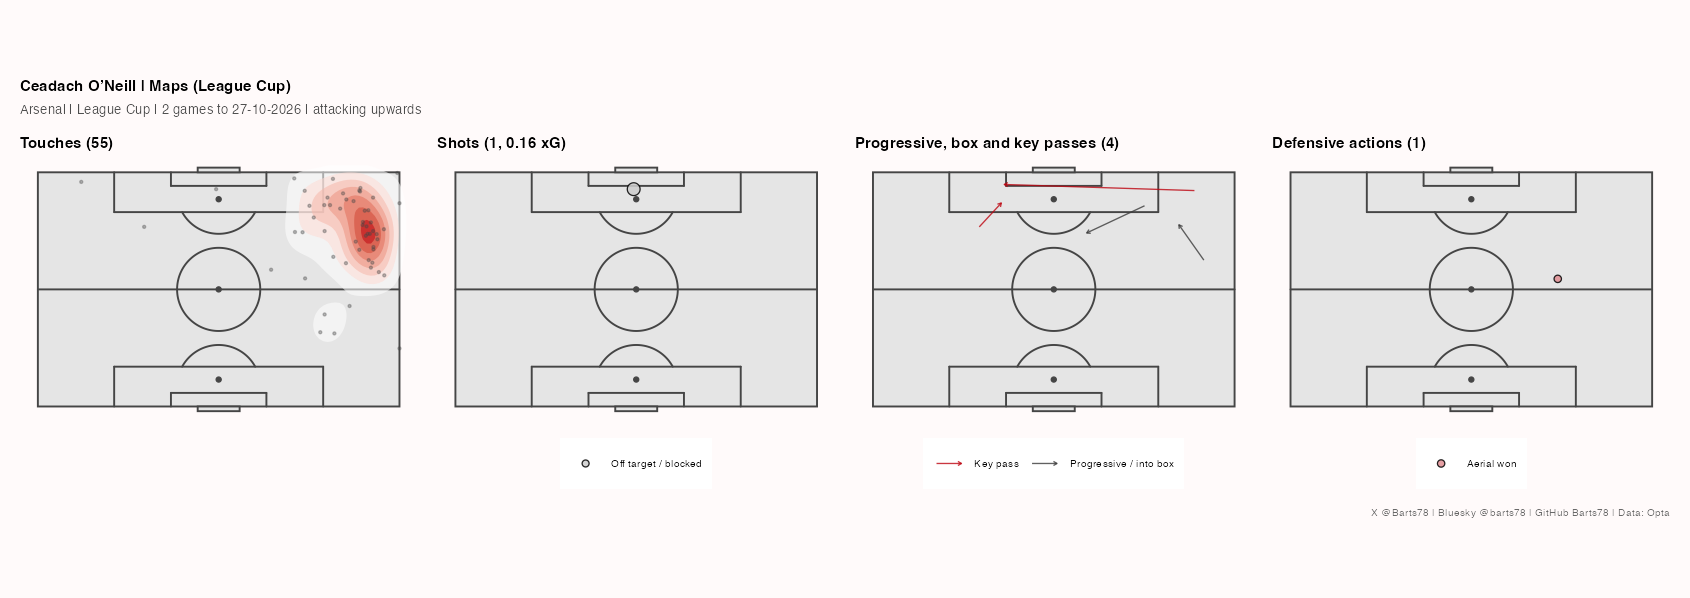 Ceadach O’Neill | Maps (League Cup)
Arsenal | League Cup | 2 games to 27-10-2026 | attacking upwards
Touches (55)
Shots (1, 0.16 xG)
Progressive, box and key passes (4)
Defensive actions (1)
Off target / blocked
Key pass
Progressive / into box
Aerial won
X @Barts78 | Bluesky @barts78 | GitHub Barts78 | Data: Opta